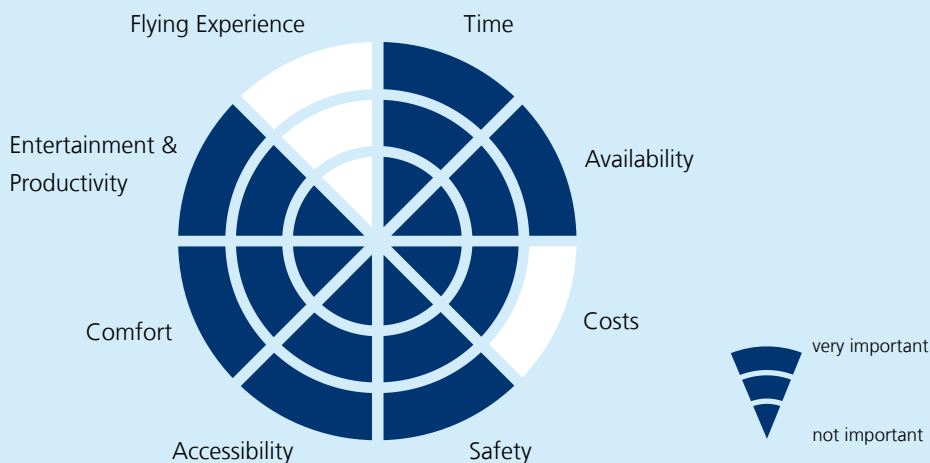 Flying Experience
Time
Entertainment &
Productivity
Availability
Comfort
Costs
Accessibility
Safety
very important
not important